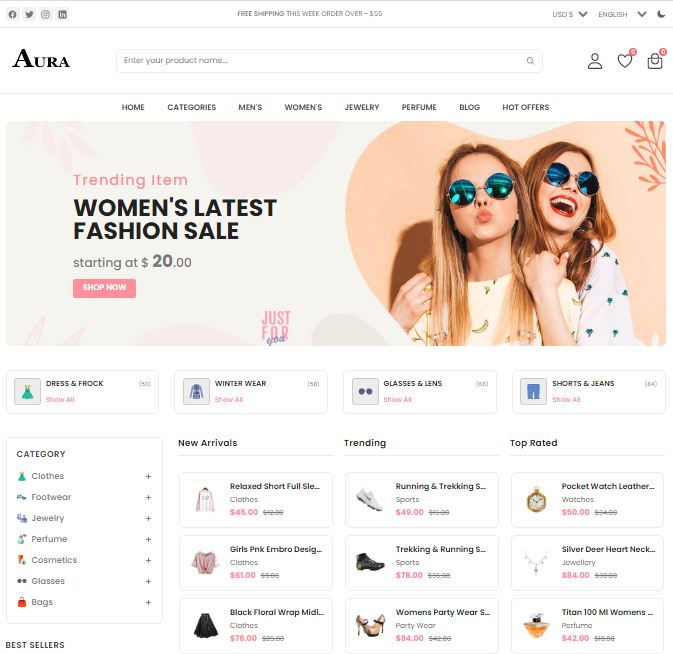 FREE SHIPPING THIS WEEK ORDER OVER - $55
USD $
ENGLISH
AURA
Enter your product name...
0
0
HOME
CATEGORIES
MEN'S
WOMEN'S
JEWELRY
PERFUME
BLOG
HOT OFFERS
Trending Item
WOMEN'S LATEST
FASHION SALE
starting at $ 20.00
SHOP NOW
JUST
FOR
you
DRESS & FROCK (53)
Show All
WINTER WEAR (58)
Show All
GLASSES & LENS (68)
Show All
SHORTS & JEANS (84)
Show All
CATEGORY
Clothes +
Footwear +
Jewelry +
Perfume +
Cosmetics +
Glasses +
Bags +
BEST SELLERS
New Arrivals
Relaxed Short Full Sle...
Clothes
$45.00 $12.00
Girls Pnk Embro Desig...
Clothes
$61.00 $9.00
Black Floral Wrap Midi...
Clothes
$76.00 $25.00
Trending
Running & Trekking S...
Sports
$49.00 $15.00
Trekking & Running S...
Sports
$78.00 $36.00
Womens Party Wear S...
Party Wear
$94.00 $42.00
Top Rated
Pocket Watch Leather...
Watches
$50.00 $34.00
Silver Deer Heart Neck...
Jewellery
$84.00 $30.00
Titan 100 Ml Womens ...
Perfume
$42.00 $10.00